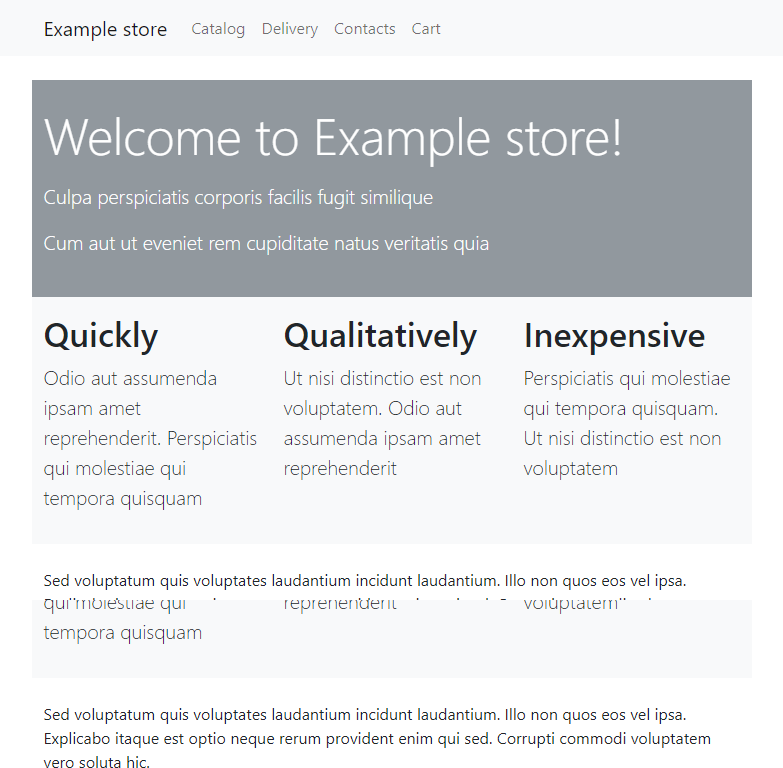 Example store Catalog Delivery Contacts Cart
Welcome to Example store!
Culpa perspiciatis corporis facilis fugit similique
Cum aut ut eveniet rem cupiditate natus veritatis quia
Quickly
Odio aut assumenda
ipsam amet
reprehenderit. Perspiciatis
qui molestiae qui
tempora quisquam
Qualitatively
Ut nisi distinctio est non
voluptatem. Odio aut
assumenda ipsam amet
reprehenderit
Inexpensive
Perspiciatis qui molestiae
qui tempora quisquam.
Ut nisi distinctio est non
voluptatem
Sed voluptatum quis voluptates laudantium incidunt laudantium. Illo non quos eos vel ipsa.
qui molestiae qui
reprehenderit
voluptatem
tempora quisquam
Sed voluptatum quis voluptates laudantium incidunt laudantium. Illo non quos eos vel ipsa.
Explicabo itaque est optio neque rerum provident enim qui sed. Corrupti commodi voluptatem
vero soluta hic.